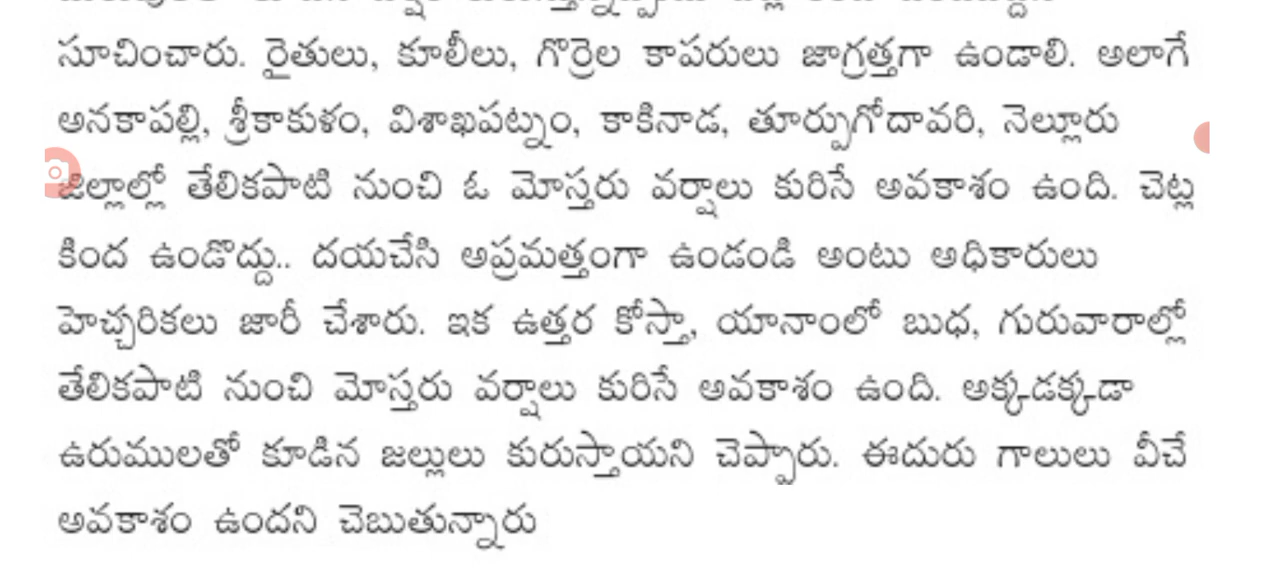 సూచించారు. రైతులు, కూలీలు, గొర్రెల కాపరులు జాగ్రత్తగా ఉండాలి. అలాగే
అనకాపల్లి, శ్రీకాకుళం, విశాఖపట్నం, కాకినాడ, తూర్పుగోదావరి, నెల్లూరు
జిల్లాల్లో తేలికపాటి నుంచి ఓ మోస్తరు వర్షాలు కురిసే అవకాశం ఉంది. చెట్ల
కింద ఉండొద్దు.. దయచేసి అప్రమత్తంగా ఉండండి అంటు అధికారులు
హెచ్చరికలు జారీ చేశారు. ఇక ఉత్తర కోస్తా, యానాంలో బుధ, గురువారాల్లో
తేలికపాటి నుంచి మోస్తరు వర్షాలు కురిసే అవకాశం ఉంది. అక్కడక్కడా
ఉరుములతో కూడిన జల్లులు కురుస్తాయని చెప్పారు. ఈదురు గాలులు వీచే
అవకాశం ఉందని చెబుతున్నారు